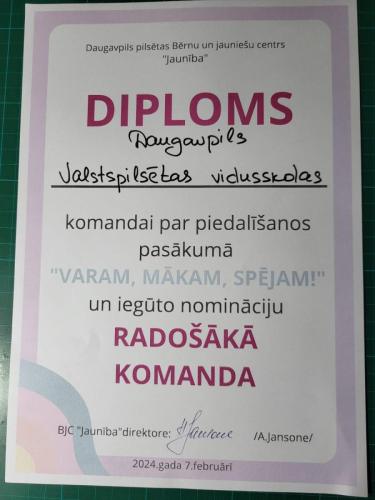 Daugavpils pilsētas Bērnu un jauniešu centrs
"Jaunība"
DIPLOMS
Daugavpils
Valstspilsētas vidusskolas
komandai par piedalīšanos
pasākumā
"VARAM, MĀKAM, SPĒJAM!"
un iegūto nomināciju
RADOŠĀKĀ
KOMANDA
BJC "Jaunība"direktore: AJansone /A.Jansone/
2024.gada 7.februārī